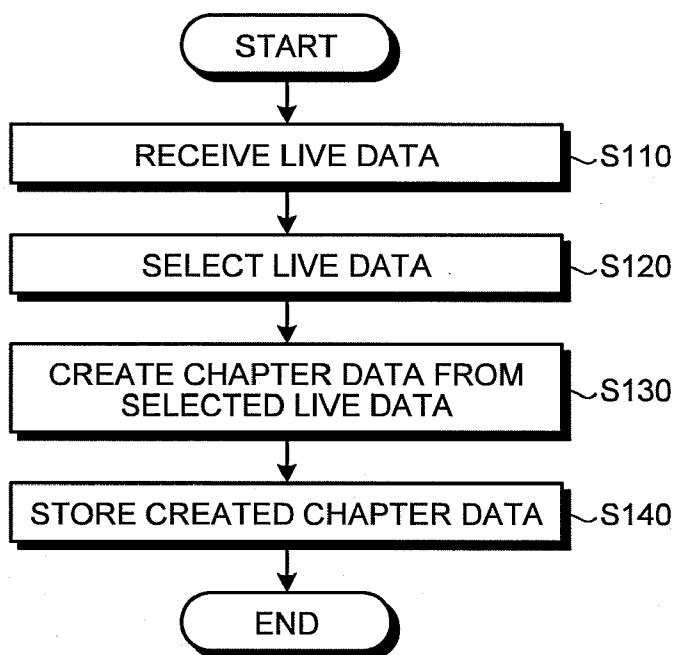 START
RECEIVE LIVE DATA
S110
SELECT LIVE DATA
S120
CREATE CHAPTER DATA FROM
SELECTED LIVE DATA
S130
STORE CREATED CHAPTER DATA
S140
END